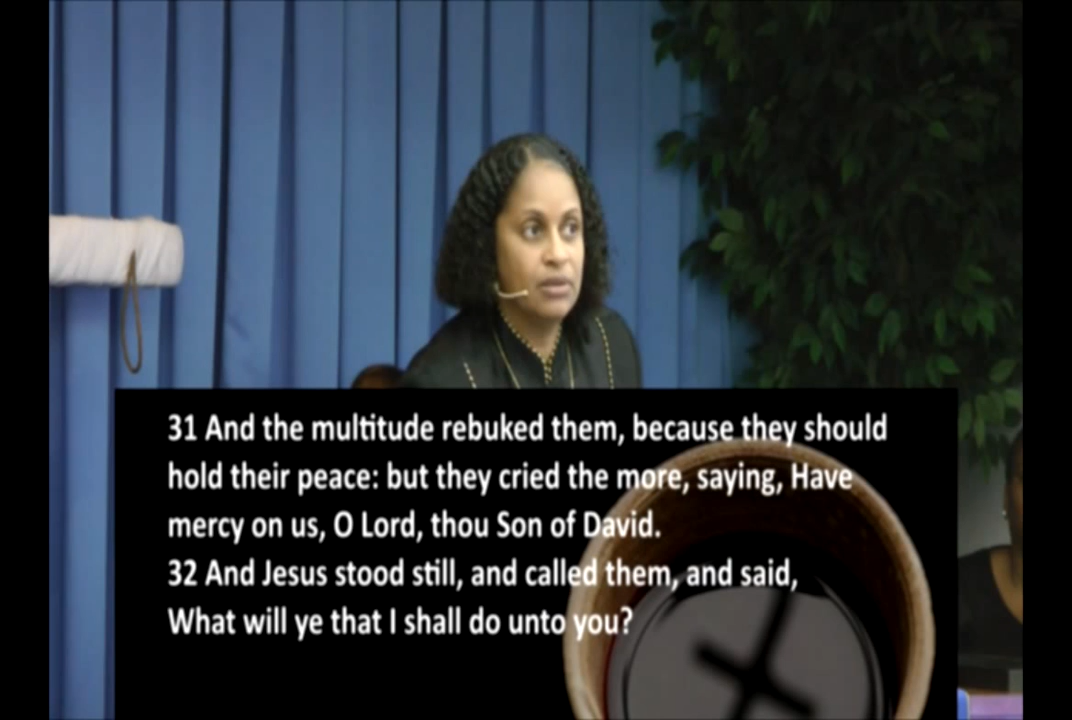 31 And the multitude rebuked them, because they should
hold their peace: but they cried the more, saying, Have
mercy on us, O Lord, thou Son of David.
32 And Jesus stood still, and called them, and said,
What will ye that I shall do unto you?